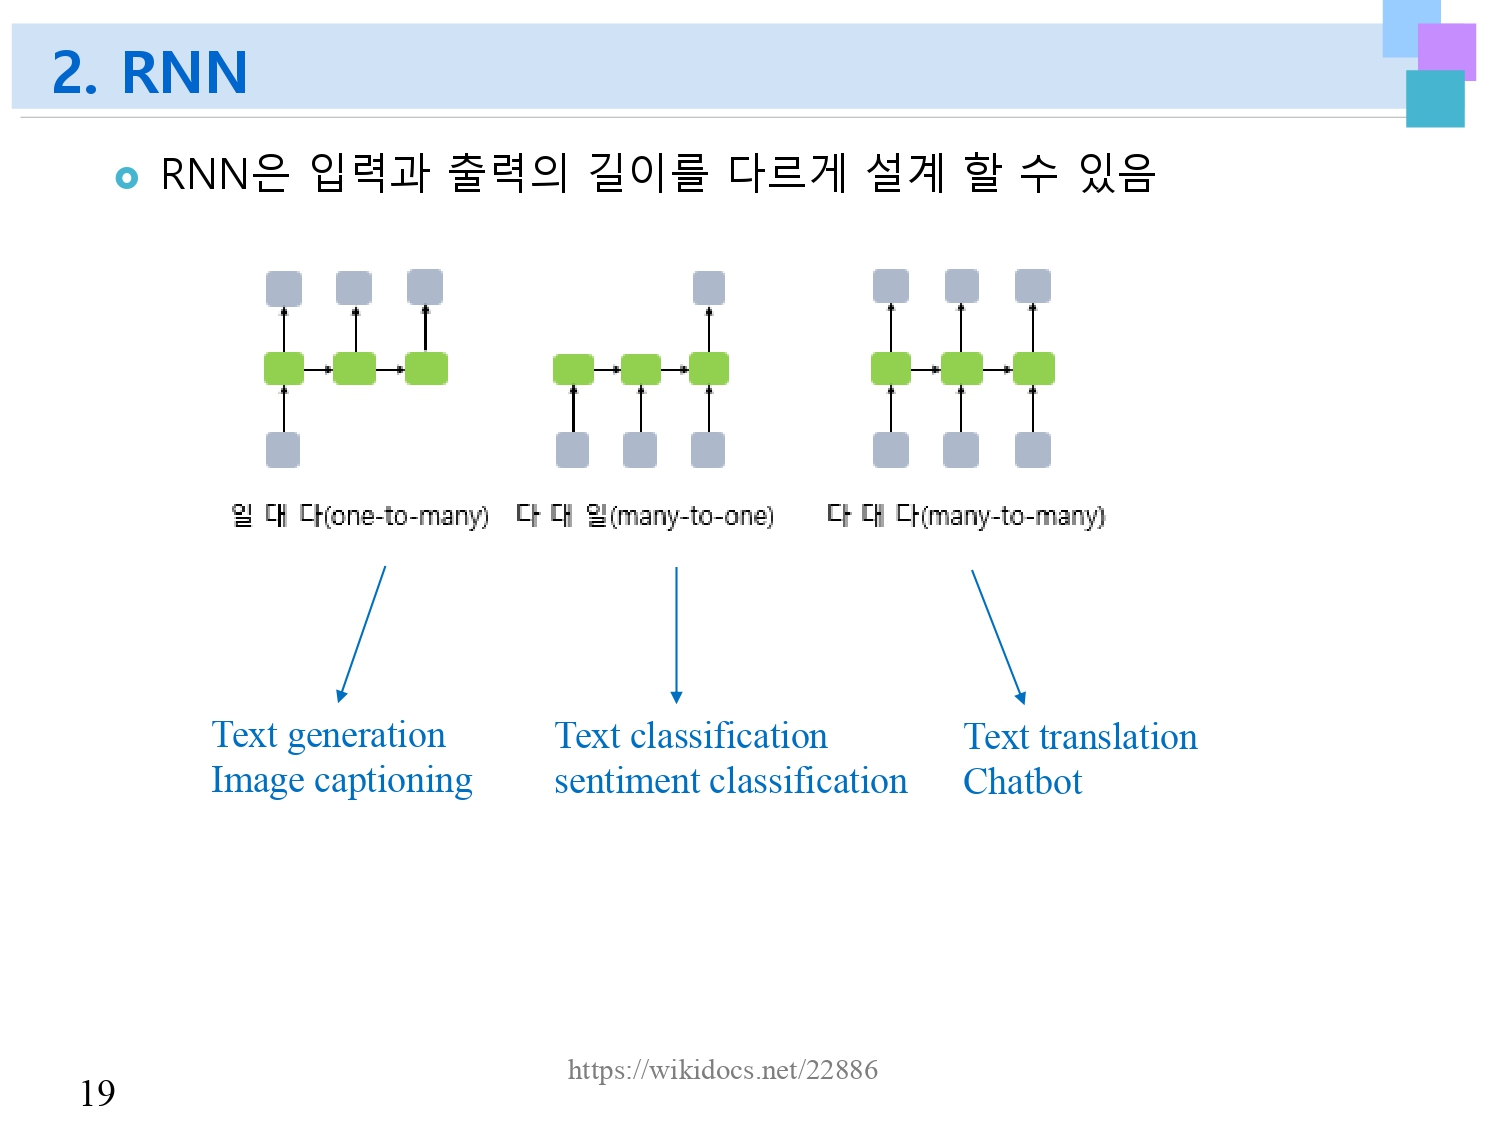 2. RNN
RNN은 입력과 출력의 길이를 다르게 설계 할 수 있음
일 대 다(one-to-many)
다 대 일(many-to-one)
다 대 다(many-to-many)
Text generation
Image captioning
Text classification
sentiment classification
Text translation
Chatbot
https://wikidocs.net/22886
19